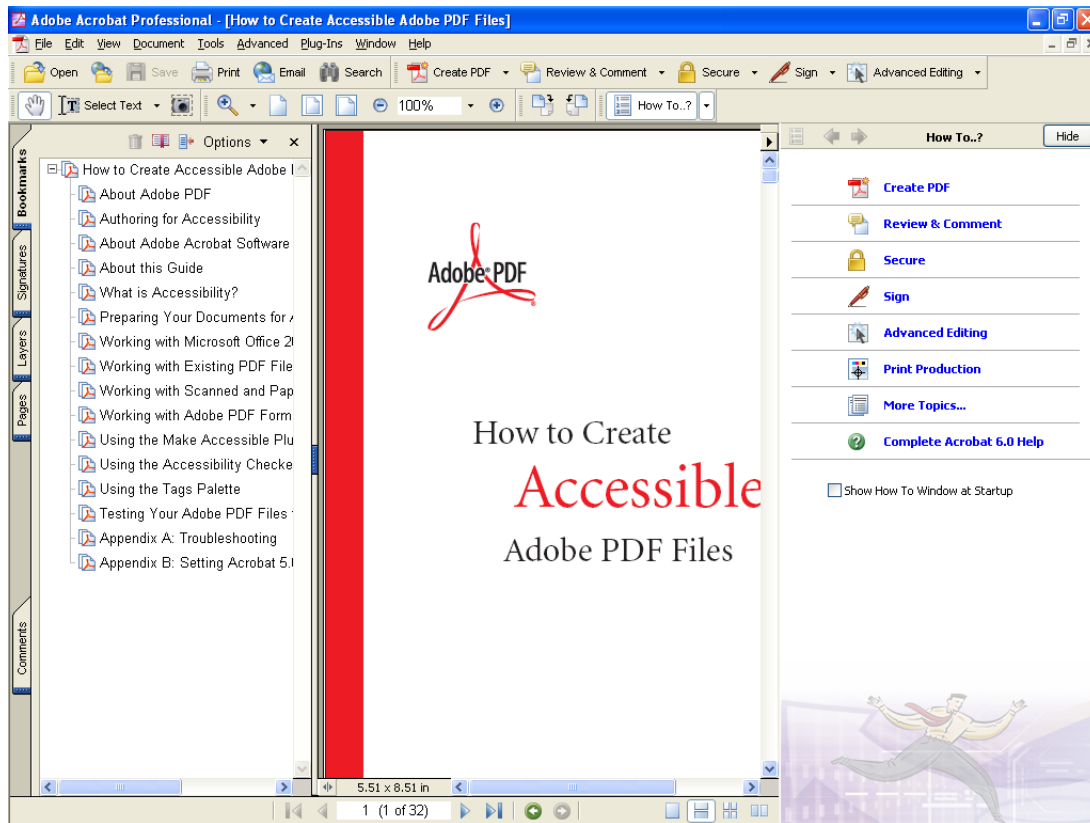 Adobe Acrobat Professional - [How to Create Accessible Adobe PDF Files]
File Edit View Document Tools Advanced Plug-Ins Window Help
Open Save Print Email Search Create PDF Review & Comment Secure Sign Advanced Editing
Select Text 100% How To..?
Options
How To..? Hide
Bookmarks
Signatures
Layers
Pages
Comments
How to Create Accessible Adobe
About Adobe PDF
Authoring for Accessibility
About Adobe Acrobat Software
About this Guide
What is Accessibility?
Preparing Your Documents for
Working with Microsoft Office 20
Working with Existing PDF File
Working with Scanned and Pap
Working with Adobe PDF Form
Using the Make Accessible Plu
Using the Accessibility Checke
Using the Tags Palette
Testing Your Adobe PDF Files
Appendix A: Troubleshooting
Appendix B: Setting Acrobat 5.
Adobe® PDF
How to Create
Accessible
Adobe PDF Files
Create PDF
Review & Comment
Secure
Sign
Advanced Editing
Print Production
More Topics...
Complete Acrobat 6.0 Help
Show How To Window at Startup
5.51 x 8.51 in
1 (1 of 32)